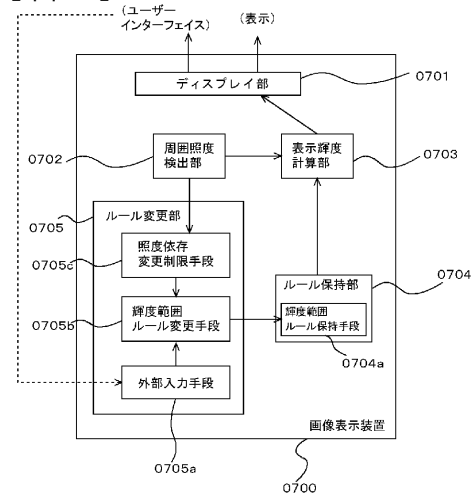 (ユーザー
インターフェイス)
(表示)
ディスプレイ部
0701
0702
周囲照度
検出部
表示輝度
計算部
0703
0705
ルール変更部
0705c
照度依存
変更制限手段
ルール保持部
0704
0705b
輝度範囲
ルール変更手段
輝度範囲
ルール保持手段
0704a
外部入力手段
0705a
画像表示装置
0700